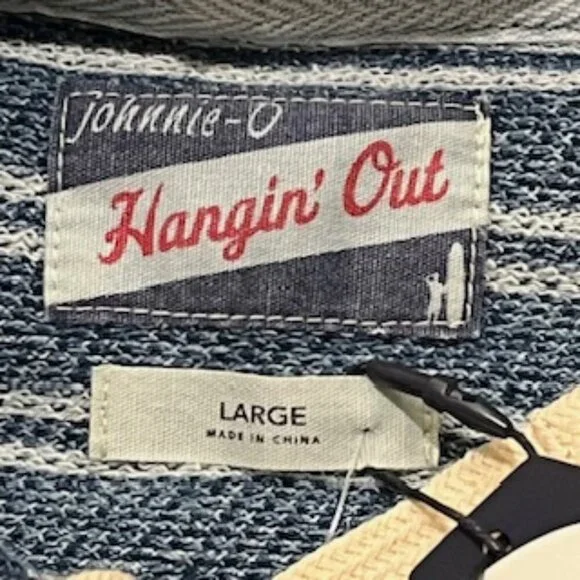 johnnie-O
Hangin' Out
LARGE
MADE IN CHINA